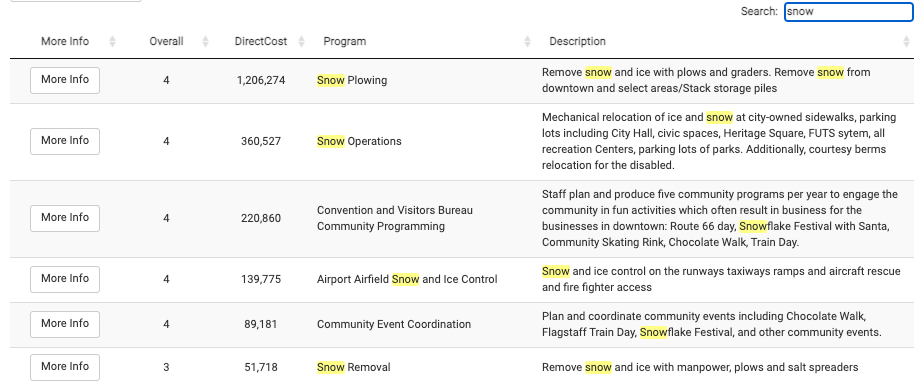 Search: snow
More Info Overall DirectCost Program Description
More Info 4 1,206,274 Snow Plowing Remove snow and ice with plows and graders. Remove snow from
downtown and select areas/Stack storage piles
More Info 4 360,527 Snow Operations Mechanical relocation of ice and snow at city-owned sidewalks, parking
lots including City Hall, civic spaces, Heritage Square, FUTS sytem, all
recreation Centers, parking lots of parks. Additionally, courtesy berms
relocation for the disabled.
More Info 4 220,860 Convention and Visitors Bureau
Community Programming
Staff plan and produce five community programs per year to engage the
community in fun activities which often result in business for the
businesses in downtown: Route 66 day, Snowflake Festival with Santa,
Community Skating Rink, Chocolate Walk, Train Day.
More Info 4 139,775 Airport Airfield Snow and Ice Control Snow and ice control on the runways taxiways ramps and aircraft rescue
and fire fighter access
More Info 4 89,181 Community Event Coordination Plan and coordinate community events including Chocolate Walk,
Flagstaff Train Day, Snowflake Festival, and other community events.
More Info 3 51,718 Snow Removal Remove snow and ice with manpower, plows and salt spreaders